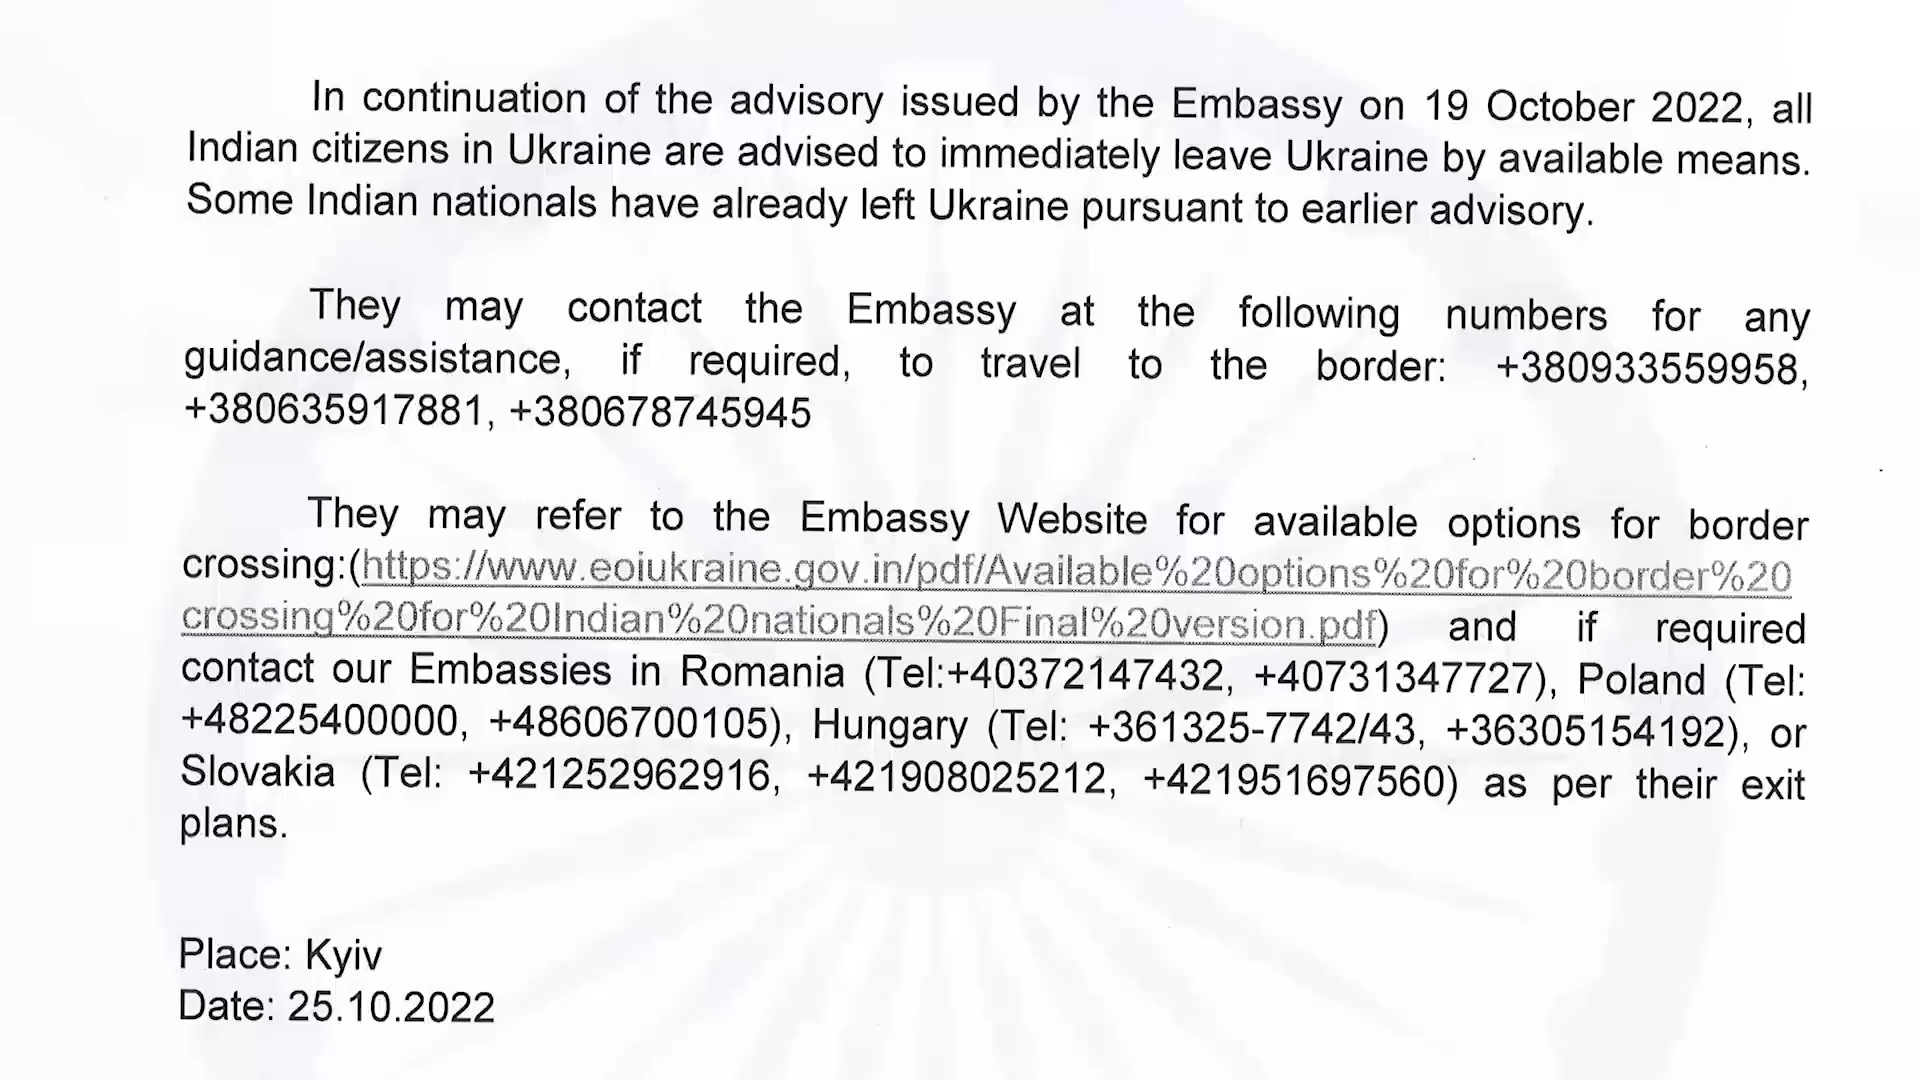 In continuation of the advisory issued by the Embassy on 19 October 2022, all
Indian citizens in Ukraine are advised to immediately leave Ukraine by available means.
Some Indian nationals have already left Ukraine pursuant to earlier advisory.
They may contact the Embassy at the following numbers for any
guidance/assistance, if required, to travel to the border: +380933559958,
+380635917881, +380678745945
They may refer to the Embassy Website for available options for border
crossing:(https://www.eoiukraine.gov.in/pdf/Available%20options%20for%20border%20
crossing%20for%20Indian%20nationals%20Final%20version.pdf) and if required
contact our Embassies in Romania (Tel:+40372147432, +40731347727), Poland (Tel:
+48225400000, +48606700105), Hungary (Tel: +361325-7742/43, +36305154192), or
Slovakia (Tel: +421252962916, +421908025212, +421951697560) as per their exit
plans.
Place: Kyiv
Date: 25.10.2022